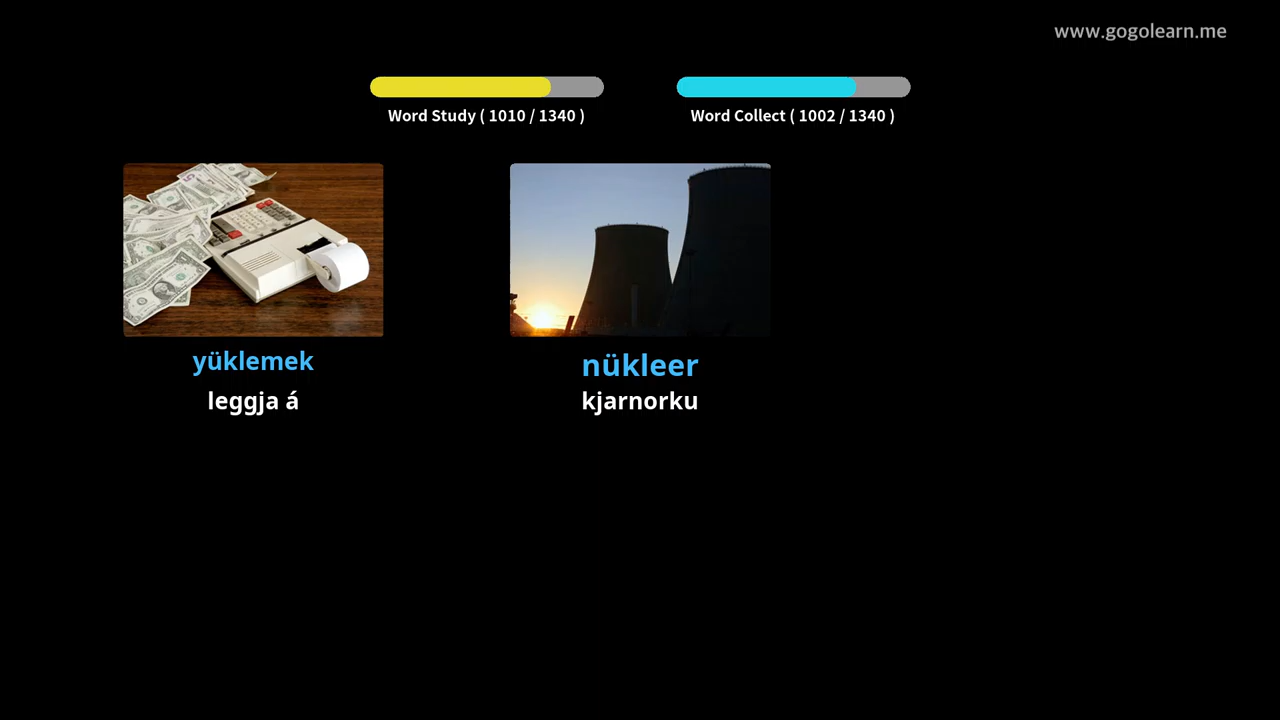 www.gogolearn.me
Word Study ( 1010 / 1340 )
Word Collect ( 1002 / 1340 )
yüklemek
leggja á
nükleer
kjarnorku